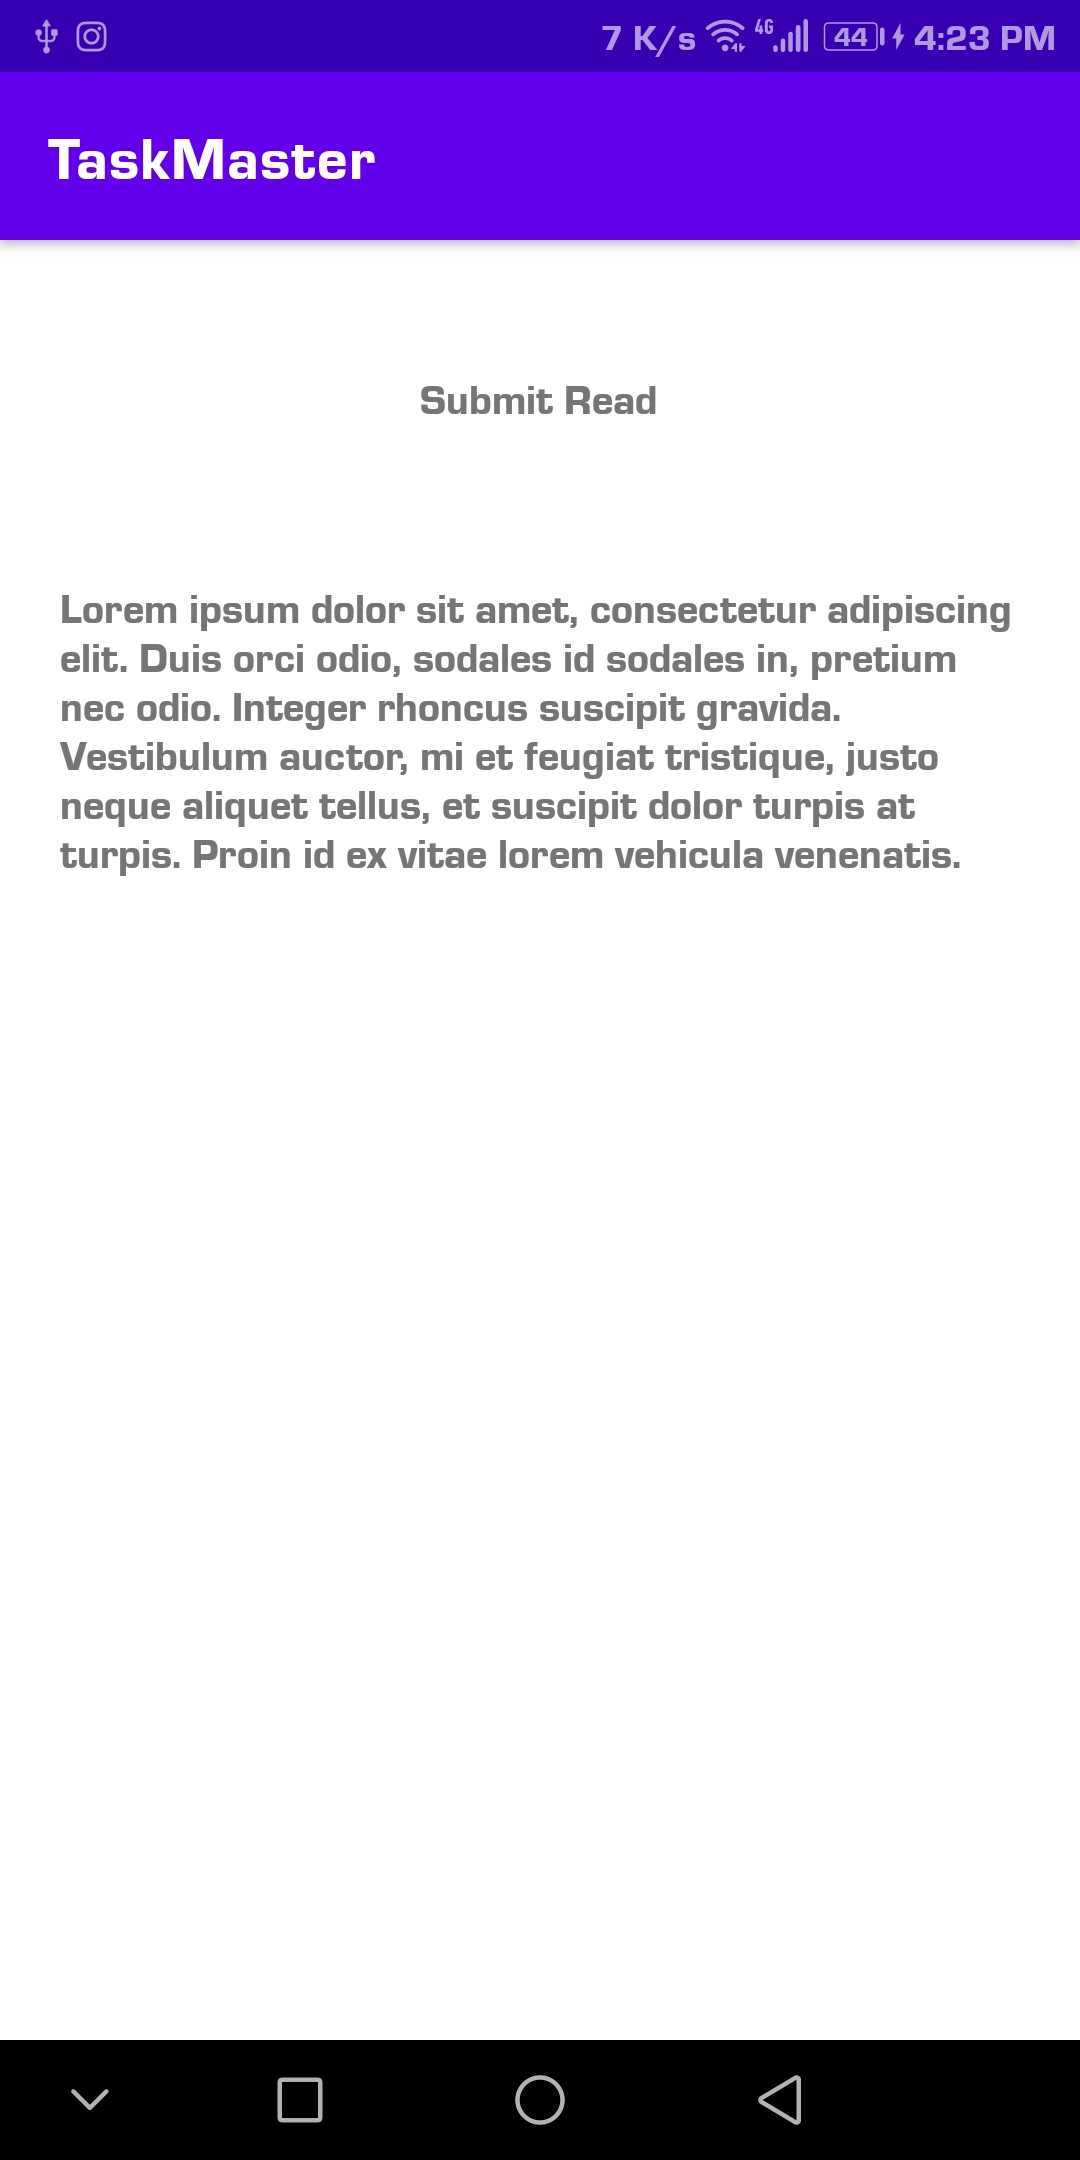 7 K/s 4G 44 4:23 PM
TaskMaster
Submit Read
Lorem ipsum dolor sit amet, consectetur adipiscing
elit. Duis orci odio, sodales id sodales in, pretium
nec odio. Integer rhoncus suscipit gravida.
Vestibulum auctor, mi et feugiat tristique, justo
neque aliquet tellus, et suscipit dolor turpis at
turpis. Proin id ex vitae lorem vehicula venenatis.